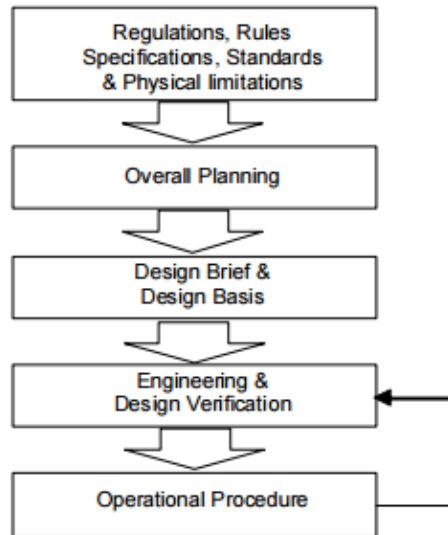 Regulations, Rules
Specifications, Standards
& Physical limitations
Overall Planning
Design Brief &
Design Basis
Engineering &
Design Verification
Operational Procedure